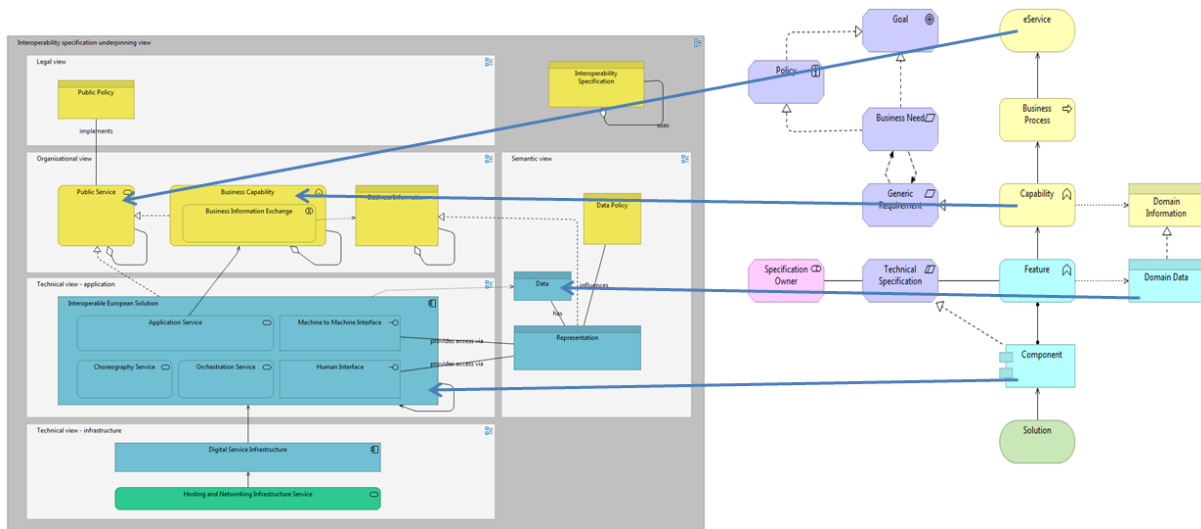 Interoperability specification underpinning view
Legal view
Public Policy
implements
Interoperability
Specification
uses
Organisational view
Public Service
Business Capability
Business Information Exchange
Business Information
Semantic view
Data Policy
Technical view - application
Interoperable European Solution
Application Service
Machine to Machine Interface
Choreography Service
Orchestration Service
Human Interface
provides access via
provides access via
Data
influences
has
Representation
Technical view - infrastructure
Digital Service Infrastructure
Hosting and Networking Infrastructure Service
Goal
eService
Policy
Business Need
Business
Process
Generic
Requirement
Capability
Domain
Information
Specification
Owner
Technical
Specification
Feature
Domain Data
Component
Solution